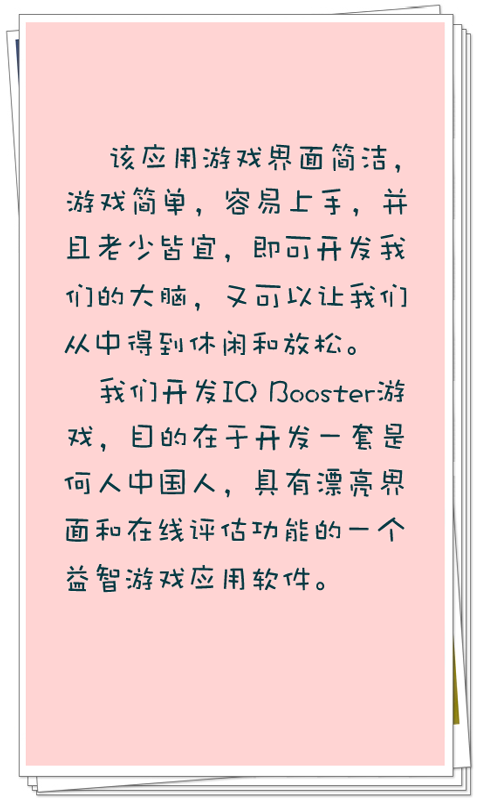 该应用游戏界面简洁，
游戏简单，容易上手，并
且老少皆宜，即可开发我
们的大脑，又可以让我们
从中得到休闲和放松。
我们开发IQ Booster游
戏，目的在于开发一套是
何人中国人，具有漂亮界
面和在线评估功能的一个
益智游戏应用软件。